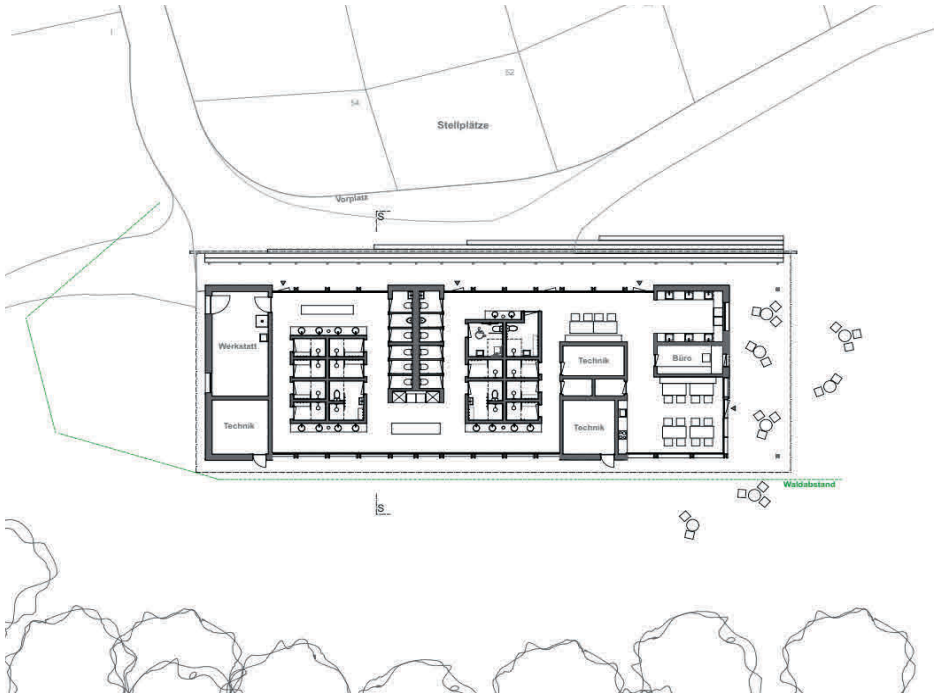 52
54
Stellplätze
Vorplatz
S
Werkstatt
Technik
Büro
Technik
Technik
Waldabstand
S